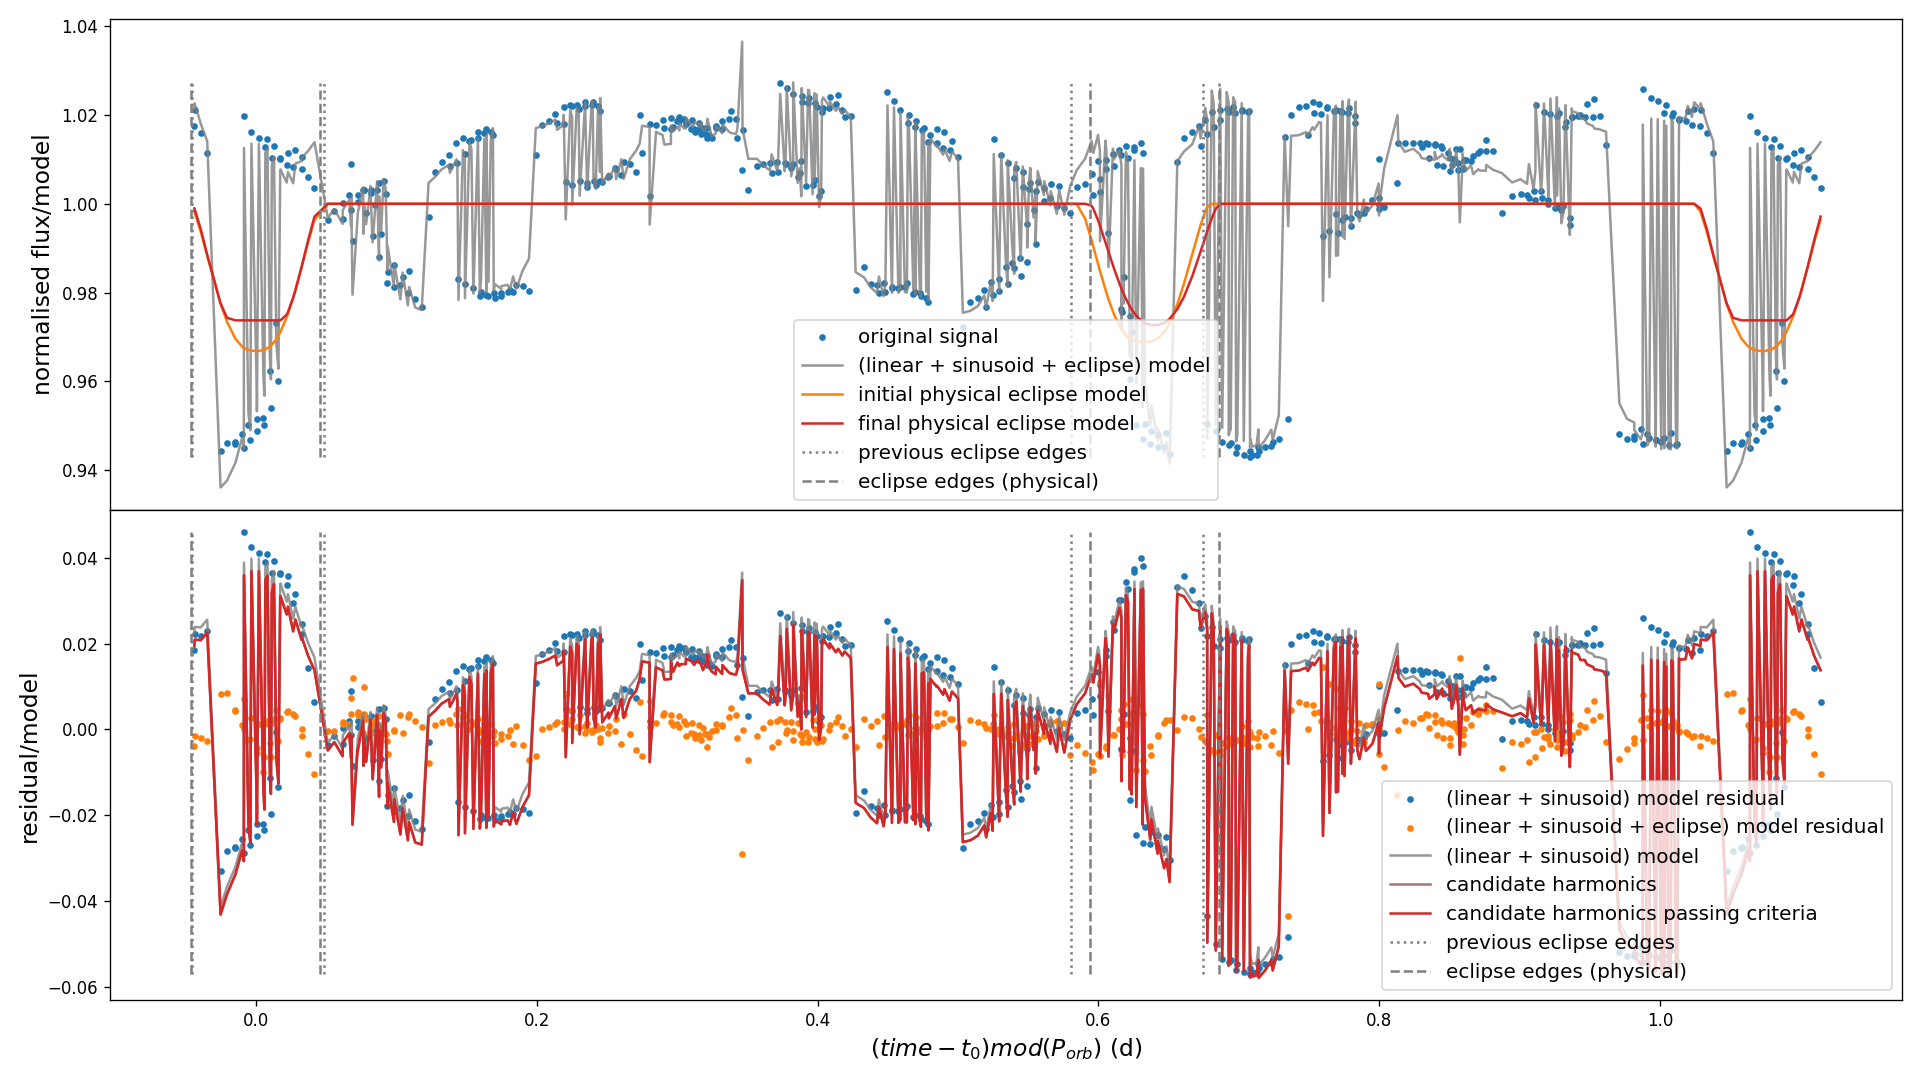 1.04
1.02
1.00
0.98
0.96
0.94
normalised flux/model
original signal
(linear + sinusoid + eclipse) model
initial physical eclipse model
final physical eclipse model
previous eclipse edges
eclipse edges (physical)
0.04
0.02
0.00
−0.02
−0.04
−0.06
residual/model
(linear + sinusoid) model residual
(linear + sinusoid + eclipse) model residual
(linear + sinusoid) model
candidate harmonics
candidate harmonics passing criteria
previous eclipse edges
eclipse edges (physical)
0.0 0.2 0.4 0.6 0.8 1.0
(time − t₀)mod(Pₒᵣb) (d)